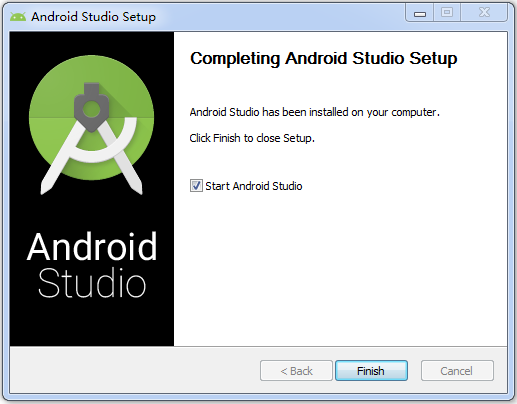 Android Studio Setup
Completing Android Studio Setup
Android Studio has been installed on your computer.
Click Finish to close Setup.
Start Android Studio
Android
Studio
< Back
Finish
Cancel